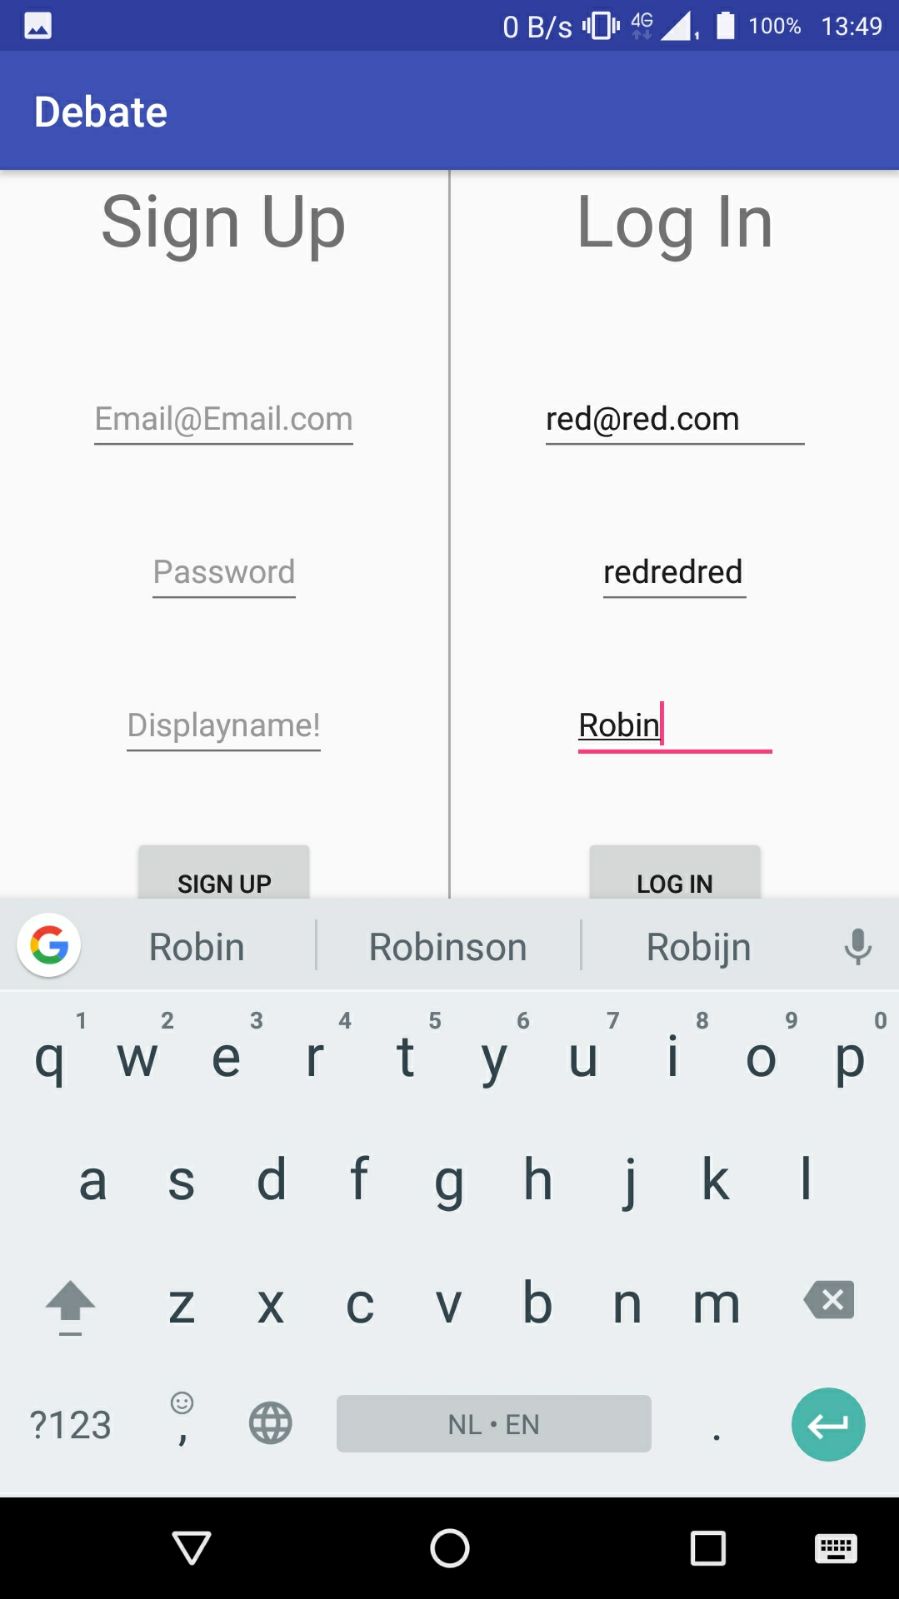 0 B/s 4G 100% 13:49
Debate
Sign Up
Log In
Email@Email.com
red@red.com
Password
redredred
Displayname!
Robin
SIGN UP
LOG IN
G Robin Robinson Robijn
1 2 3 4 5 6 7 8 9 0
q w e r t y u i o p
a s d f g h j k l
z x c v b n m
?123 , NL • EN .